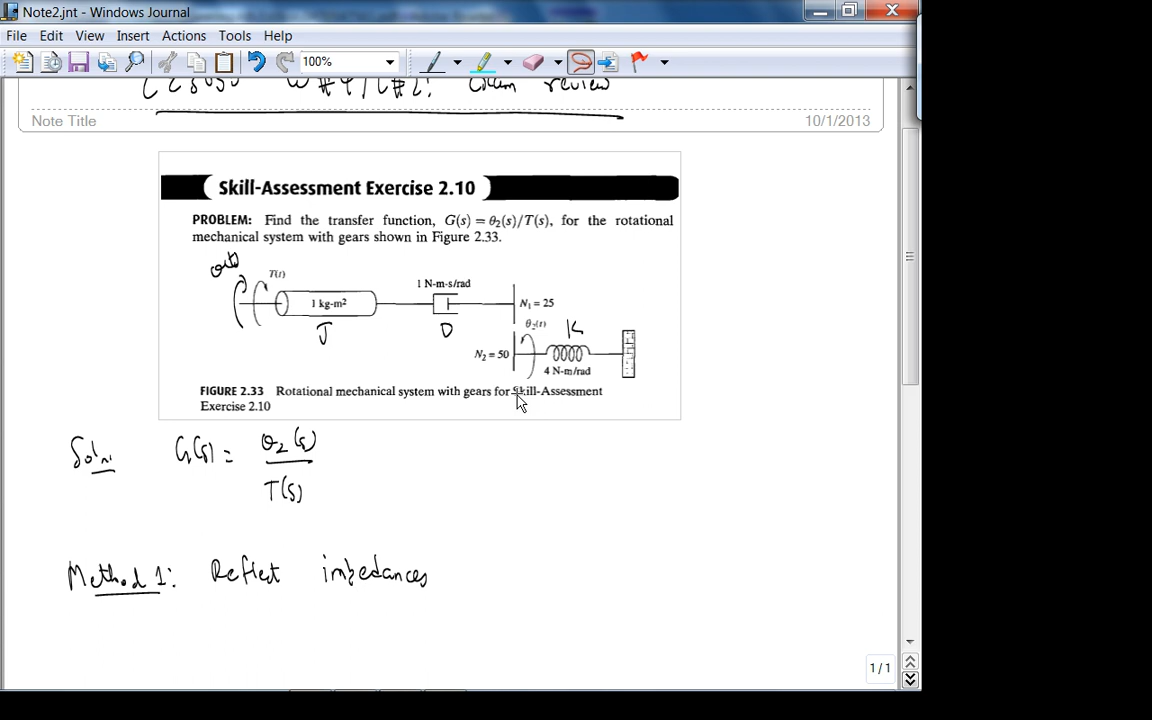 Note2.jnt - Windows Journal
File Edit View Insert Actions Tools Help
100%
review
Note Title
10/1/2013
Skill-Assessment Exercise 2.10
PROBLEM: Find the transfer function, G(s) = θ₂(s)/T(s), for the rotational
mechanical system with gears shown in Figure 2.33.
T(t)
1 kg-m²
J
1 N-m-s/rad
D
N₁ = 25
θ₂(t)
K
N₂ = 50
4 N-m/rad
FIGURE 2.33 Rotational mechanical system with gears for Skill-Assessment
Exercise 2.10
Soln: G(s) = θ₂(s)
T(s)
Method 1: Reflect impedances
1 / 1